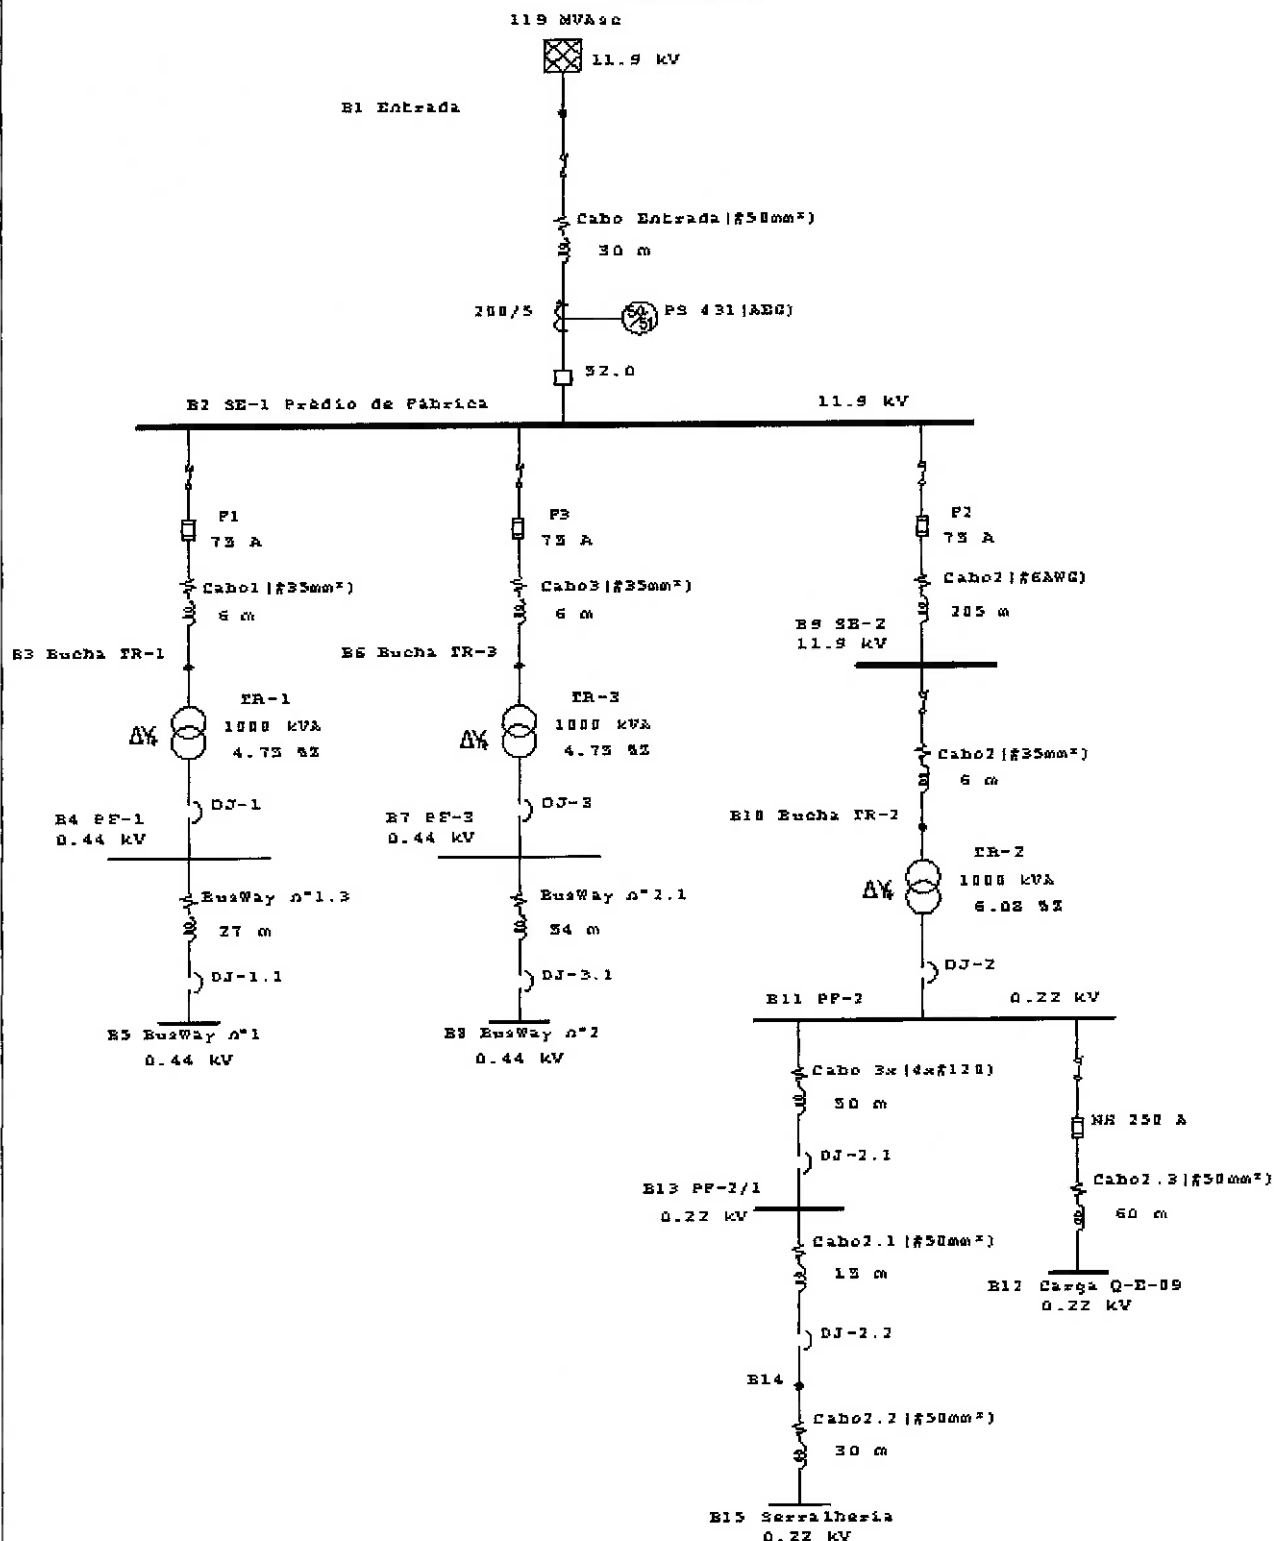 119 MVAsc
11.9 kV
B1 Entrada
Cabo Entrada(#50mm²)
30 m
200/5
50/51
PS 431(AEG)
52.0
B2 SE-1 Prédio de Fábrica
11.9 kV
F1
75 A
F3
75 A
F2
75 A
Cabo1(#35mm²)
6 m
Cabo3(#35mm²)
6 m
Cabo2(#6AWG)
205 m
B3 Bucha TR-1
B6 Bucha TR-3
B9 SE-2
11.9 kV
TR-1
1000 kVA
4.75 %Z
TR-3
1000 kVA
4.75 %Z
Cabo2(#35mm²)
6 m
B10 Bucha TR-2
DJ-1
DJ-3
B4 PF-1
0.44 kV
B7 PF-3
0.44 kV
TR-2
1000 kVA
6.02 %Z
BusWay n°1.3
27 m
BusWay n°2.1
54 m
DJ-2
DJ-1.1
DJ-3.1
B11 PF-2
0.22 kV
B5 BusWay n°1
0.44 kV
B8 BusWay n°2
0.44 kV
Cabo 3x(4x#120)
50 m
NH 250 A
DJ-2.1
B13 PF-2/1
0.22 kV
Cabo2.3(#50mm²)
60 m
Cabo2.1(#50mm²)
15 m
B12 Carga Q-E-09
0.22 kV
DJ-2.2
B14
Cabo2.2(#50mm²)
30 m
B15 Serralheria
0.22 kV